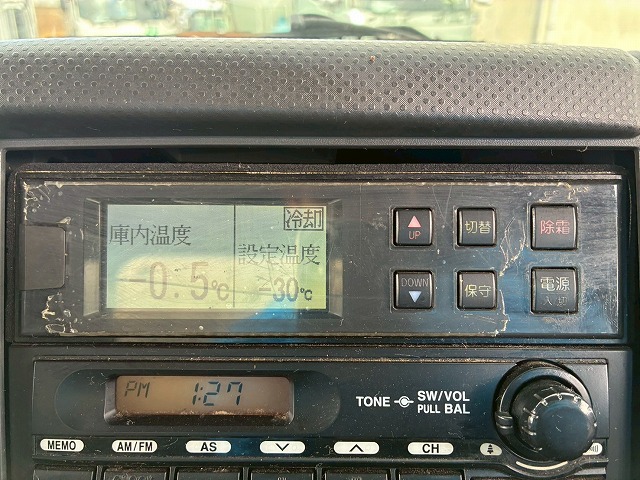 冷却
庫内温度
設定温度
-0.5℃
-30℃
UP
切替
除霜
DOWN
保守
電源
入/切
PM 1:27
TONE
SW/VOL
PULL BAL
MEMO
AM/FM
AS
CH